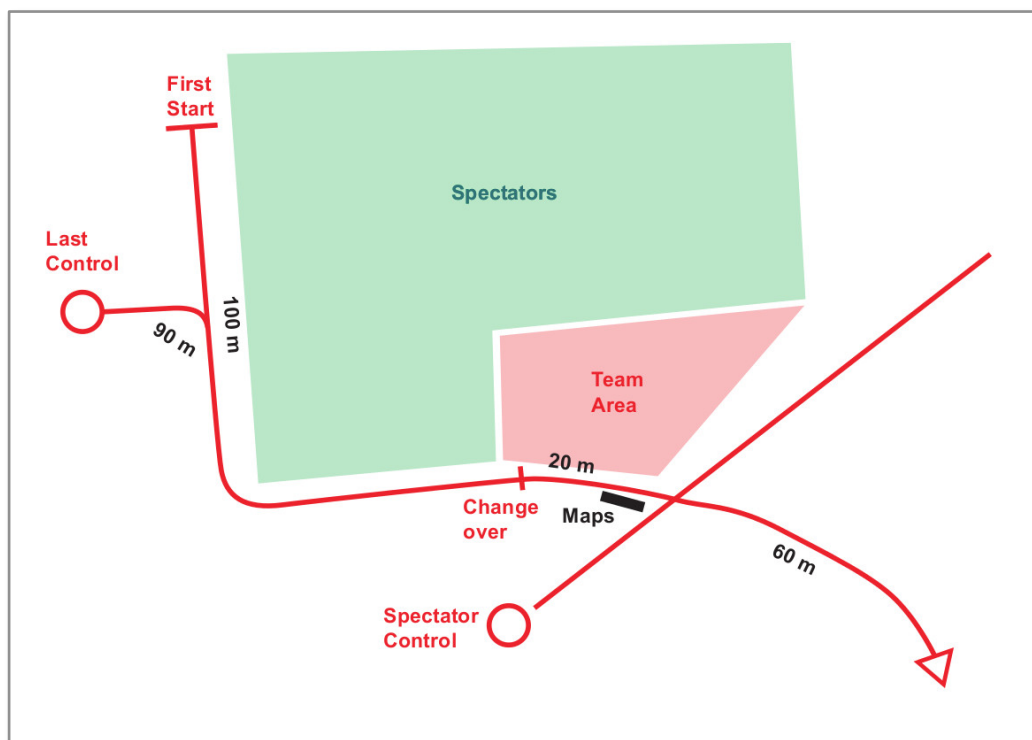 First
Start
Spectators
Last
Control
100 m
90 m
Team
Area
20 m
Change
over
Maps
60 m
Spectator
Control